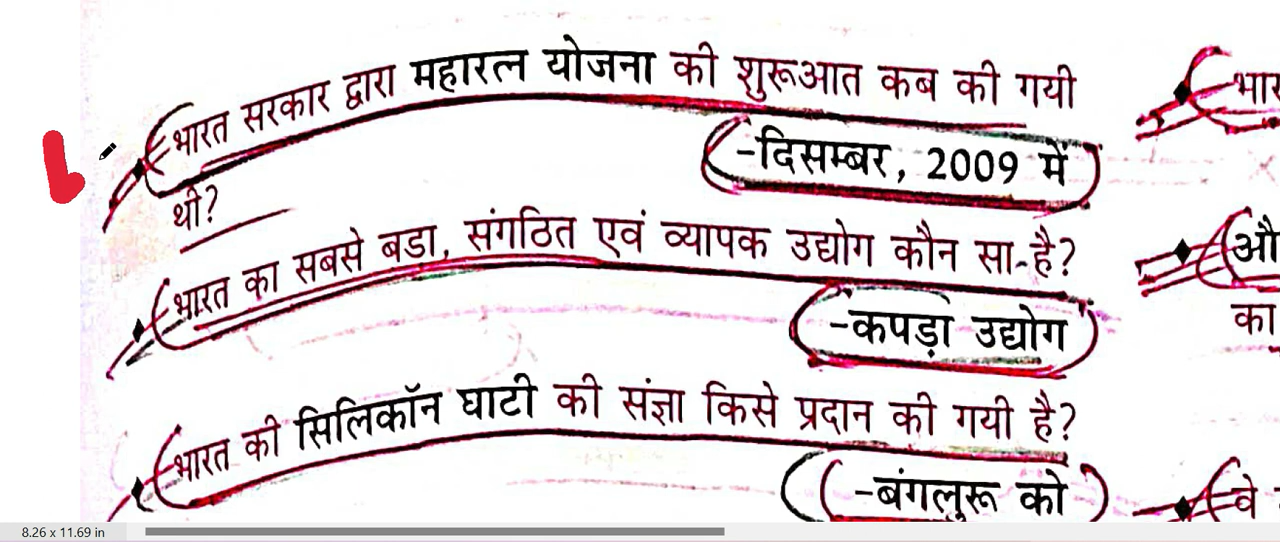 भारत सरकार द्वारा महारत्न योजना की शुरूआत कब की गयी
थी?
-दिसम्बर, 2009 में
भारत का सबसे बडा, संगठित एवं व्यापक उद्योग कौन सा-है?
-कपड़ा उद्योग
भारत की सिलिकॉन घाटी की संज्ञा किसे प्रदान की गयी है?
-बंगलुरू को
का
वे
8.26 x 11.69 in